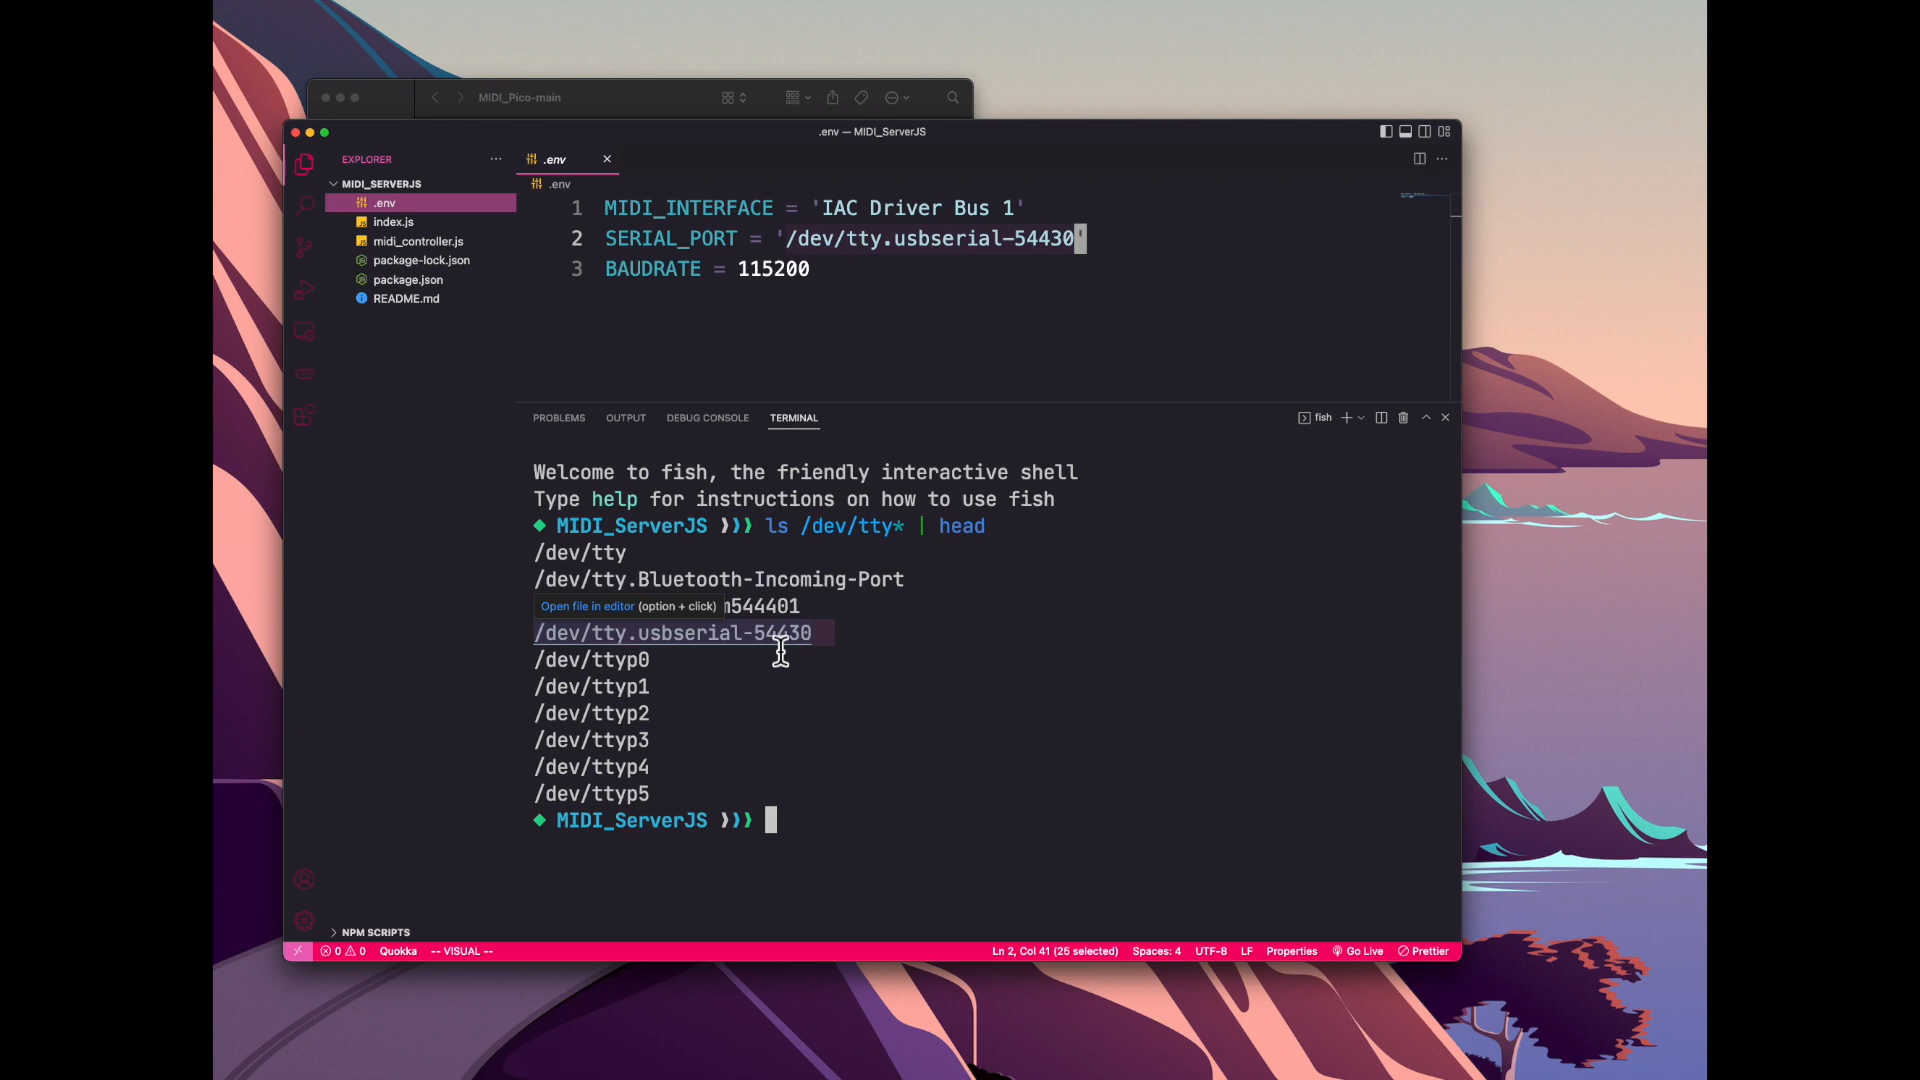 MIDI_Pico-main
.env — MIDI_ServerJS
EXPLORER
MIDI_SERVERJS
.env
index.js
midi_controller.js
package-lock.json
package.json
README.md
NPM SCRIPTS
.env
.env
1 MIDI_INTERFACE = 'IAC Driver Bus 1'
2 SERIAL_PORT = '/dev/tty.usbserial-54430'
3 BAUDRATE = 115200
PROBLEMS OUTPUT DEBUG CONSOLE TERMINAL
fish
Welcome to fish, the friendly interactive shell
Type help for instructions on how to use fish
MIDI_ServerJS ❫❫❫ ls /dev/tty* | head
/dev/tty
/dev/tty.Bluetooth-Incoming-Port
Open file in editor (option + click)
544401
/dev/tty.usbserial-54430
/dev/ttyp0
/dev/ttyp1
/dev/ttyp2
/dev/ttyp3
/dev/ttyp4
/dev/ttyp5
MIDI_ServerJS ❫❫❫
0 0 Quokka -- VISUAL -- Ln 2, Col 41 (25 selected) Spaces: 4 UTF-8 LF Properties Go Live Prettier